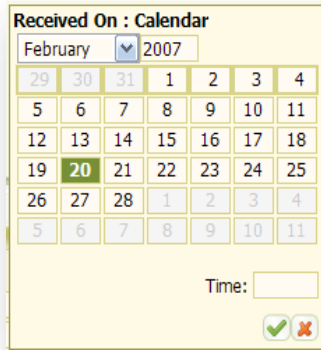 Received On : Calendar
February 2007
29 30 31 1 2 3 4
5 6 7 8 9 10 11
12 13 14 15 16 17 18
19 20 21 22 23 24 25
26 27 28 1 2 3 4
5 6 7 8 9 10 11
Time: